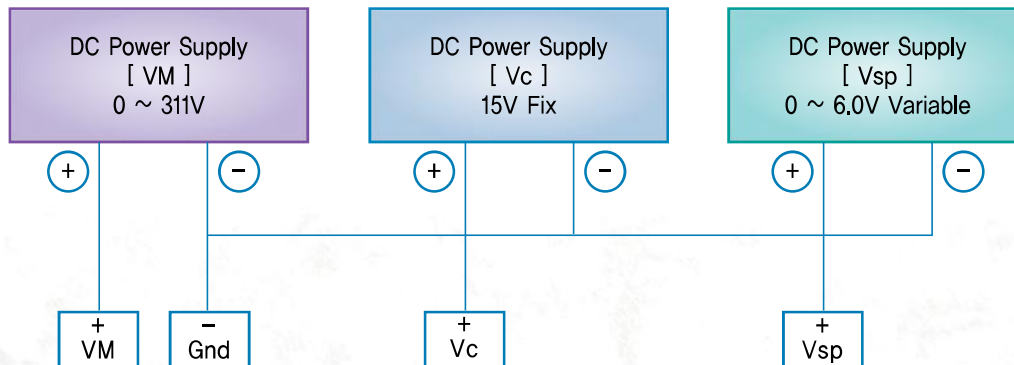 DC Power Supply
[ VM ]
0 ~ 311V
DC Power Supply
[ Vc ]
15V Fix
DC Power Supply
[ Vsp ]
0 ~ 6.0V Variable
+
−
+
−
+
−
+
VM
−
Gnd
+
Vc
+
Vsp